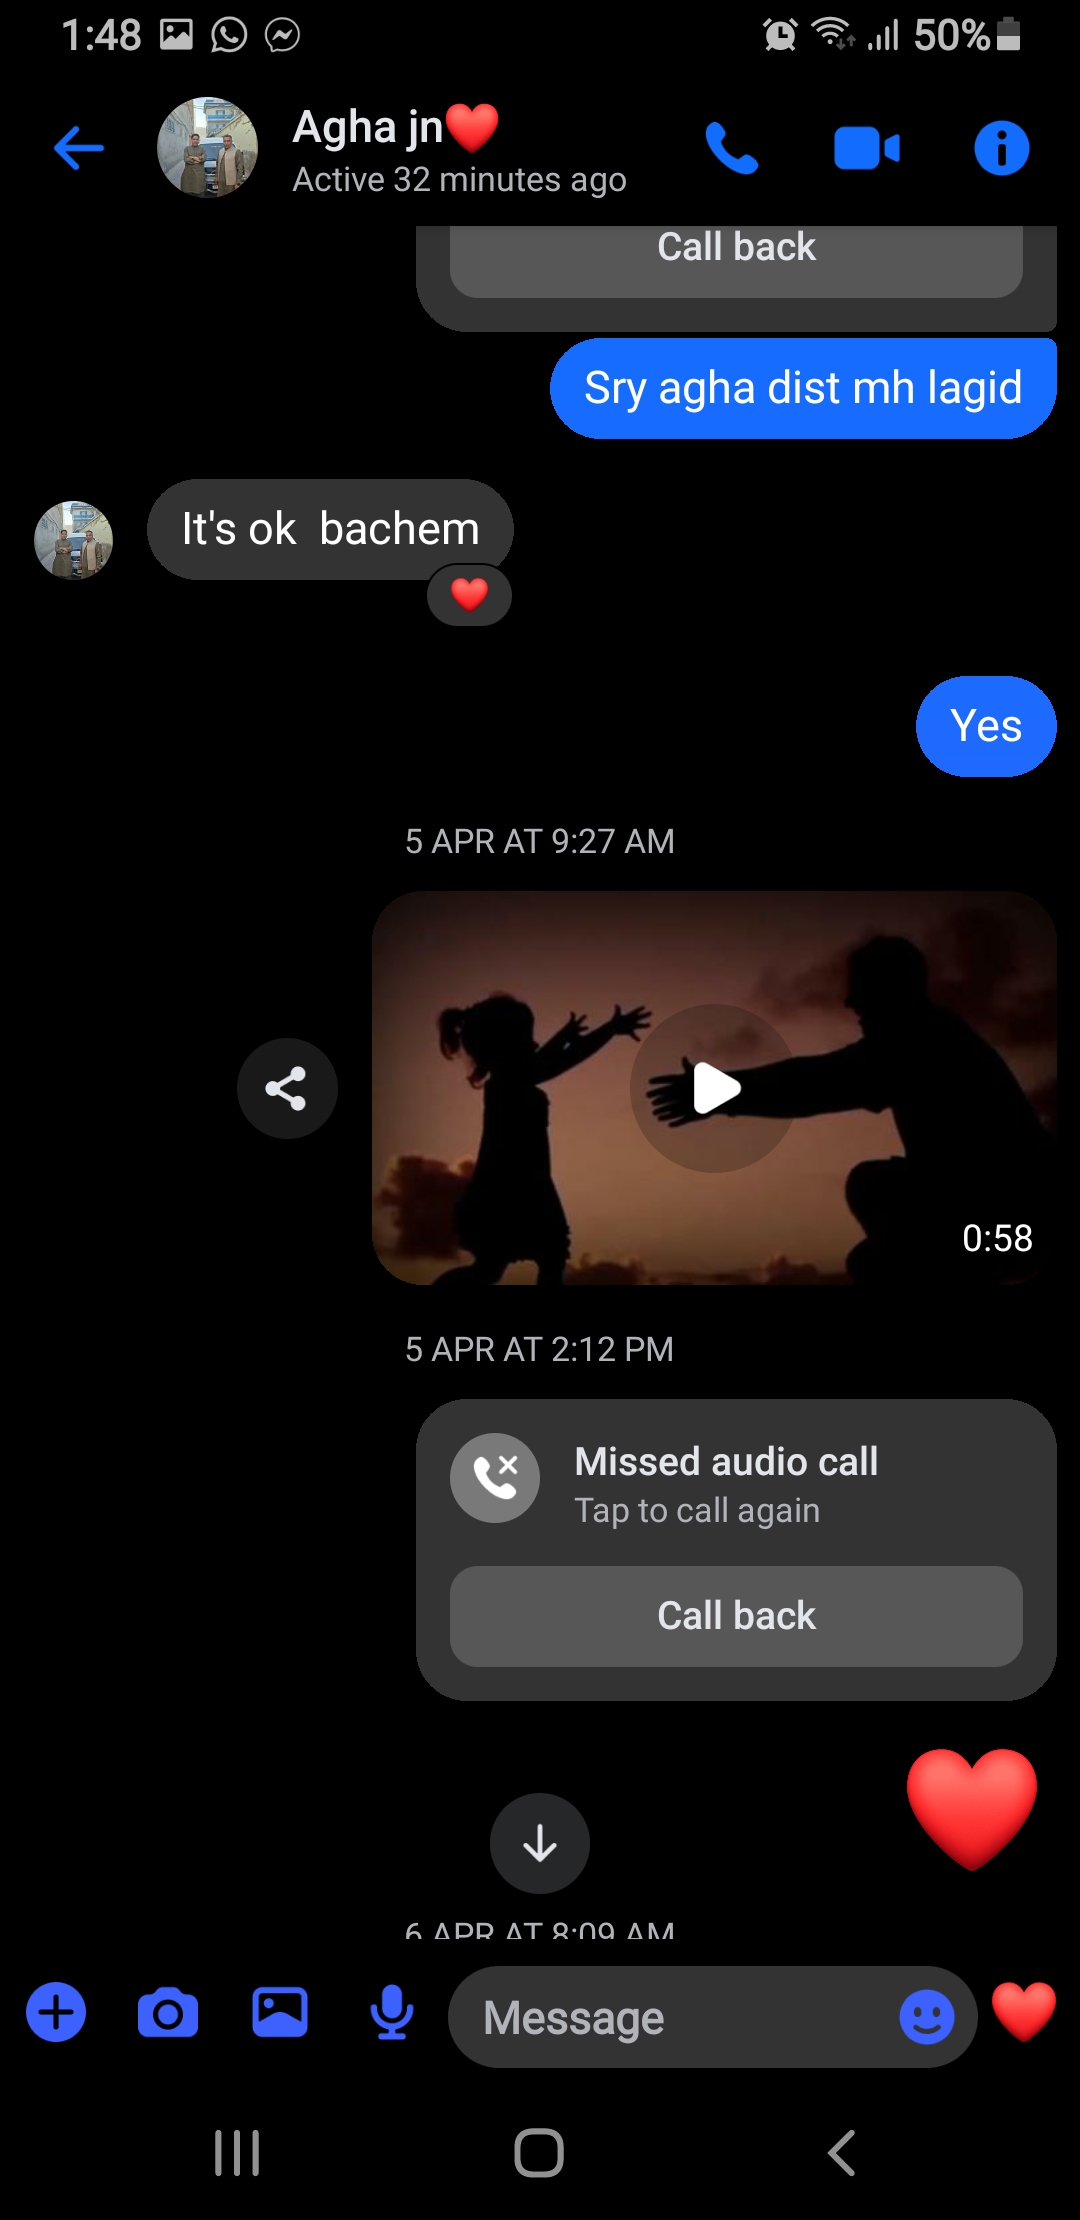 1:48
50%
Agha jn❤️
Active 32 minutes ago
Call back
Sry agha dist mh lagid
It's ok  bachem
❤️
Yes
5 APR AT 9:27 AM
0:58
5 APR AT 2:12 PM
Missed audio call
Tap to call again
Call back
❤️
6 APR AT 8:09 AM
Message